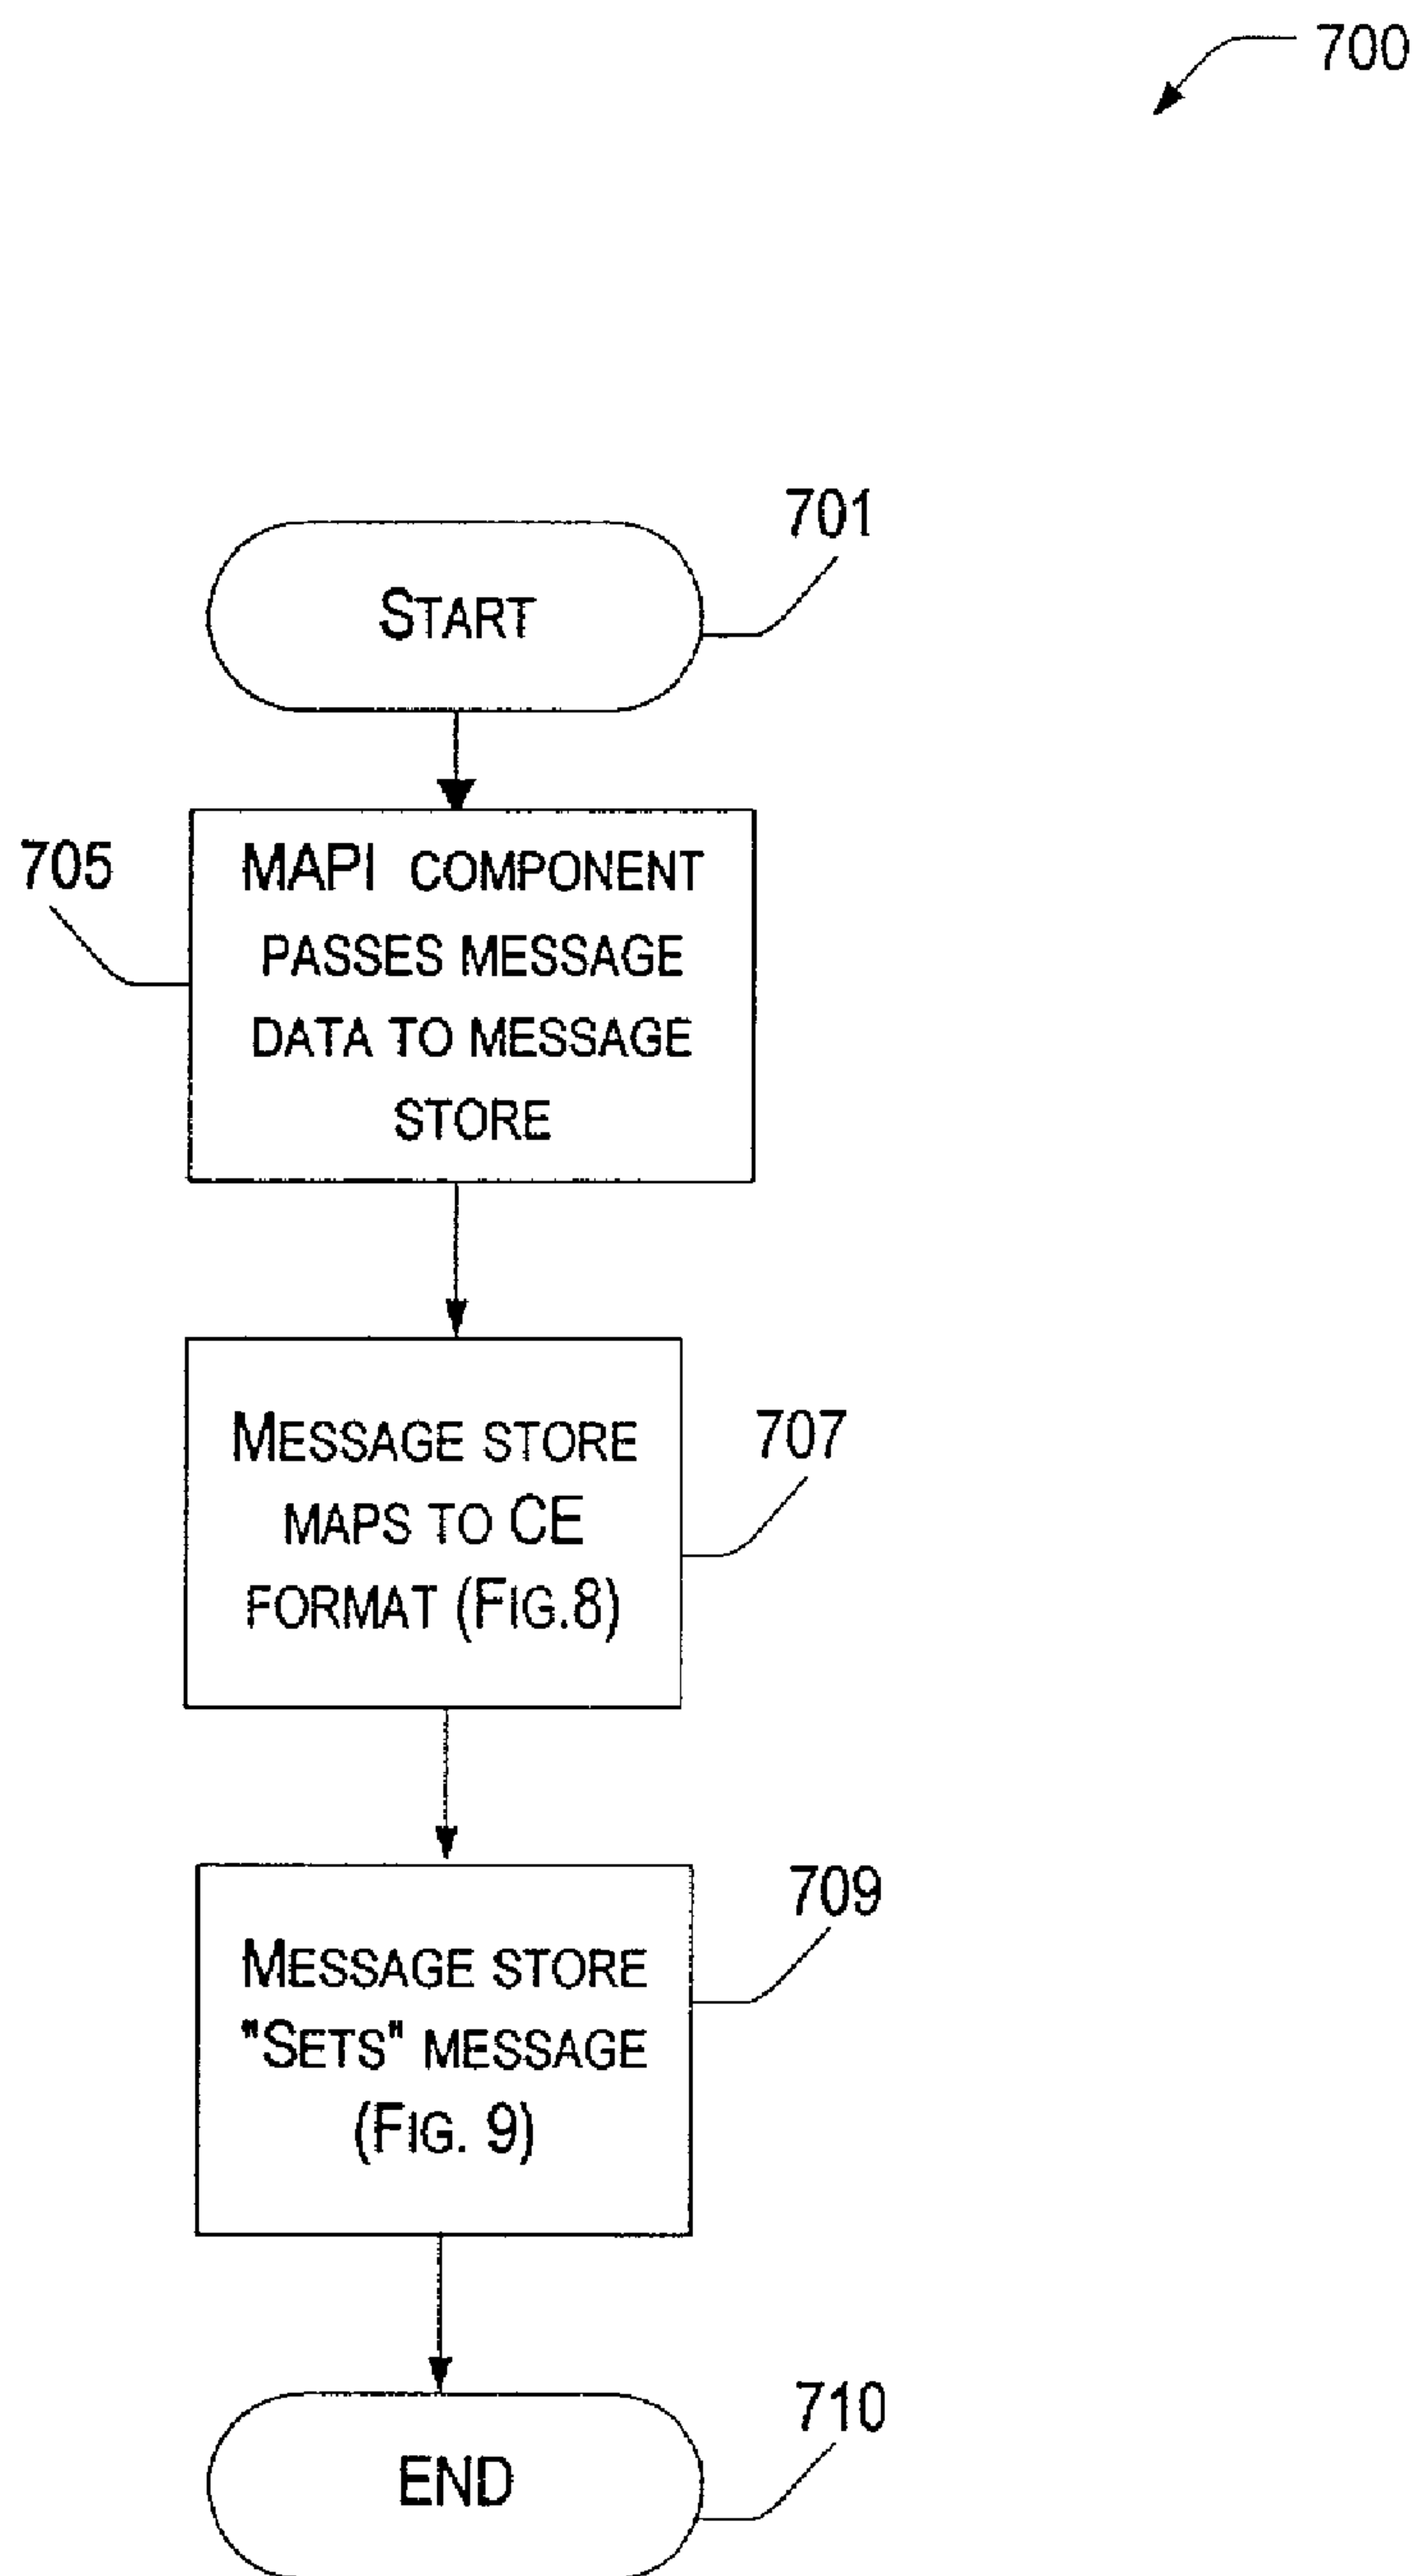 700
701
START
705
MAPI COMPONENT
PASSES MESSAGE
DATA TO MESSAGE
STORE
MESSAGE STORE
MAPS TO CE
FORMAT (FIG.8)
707
MESSAGE STORE
"SETS" MESSAGE
(FIG. 9)
709
710
END